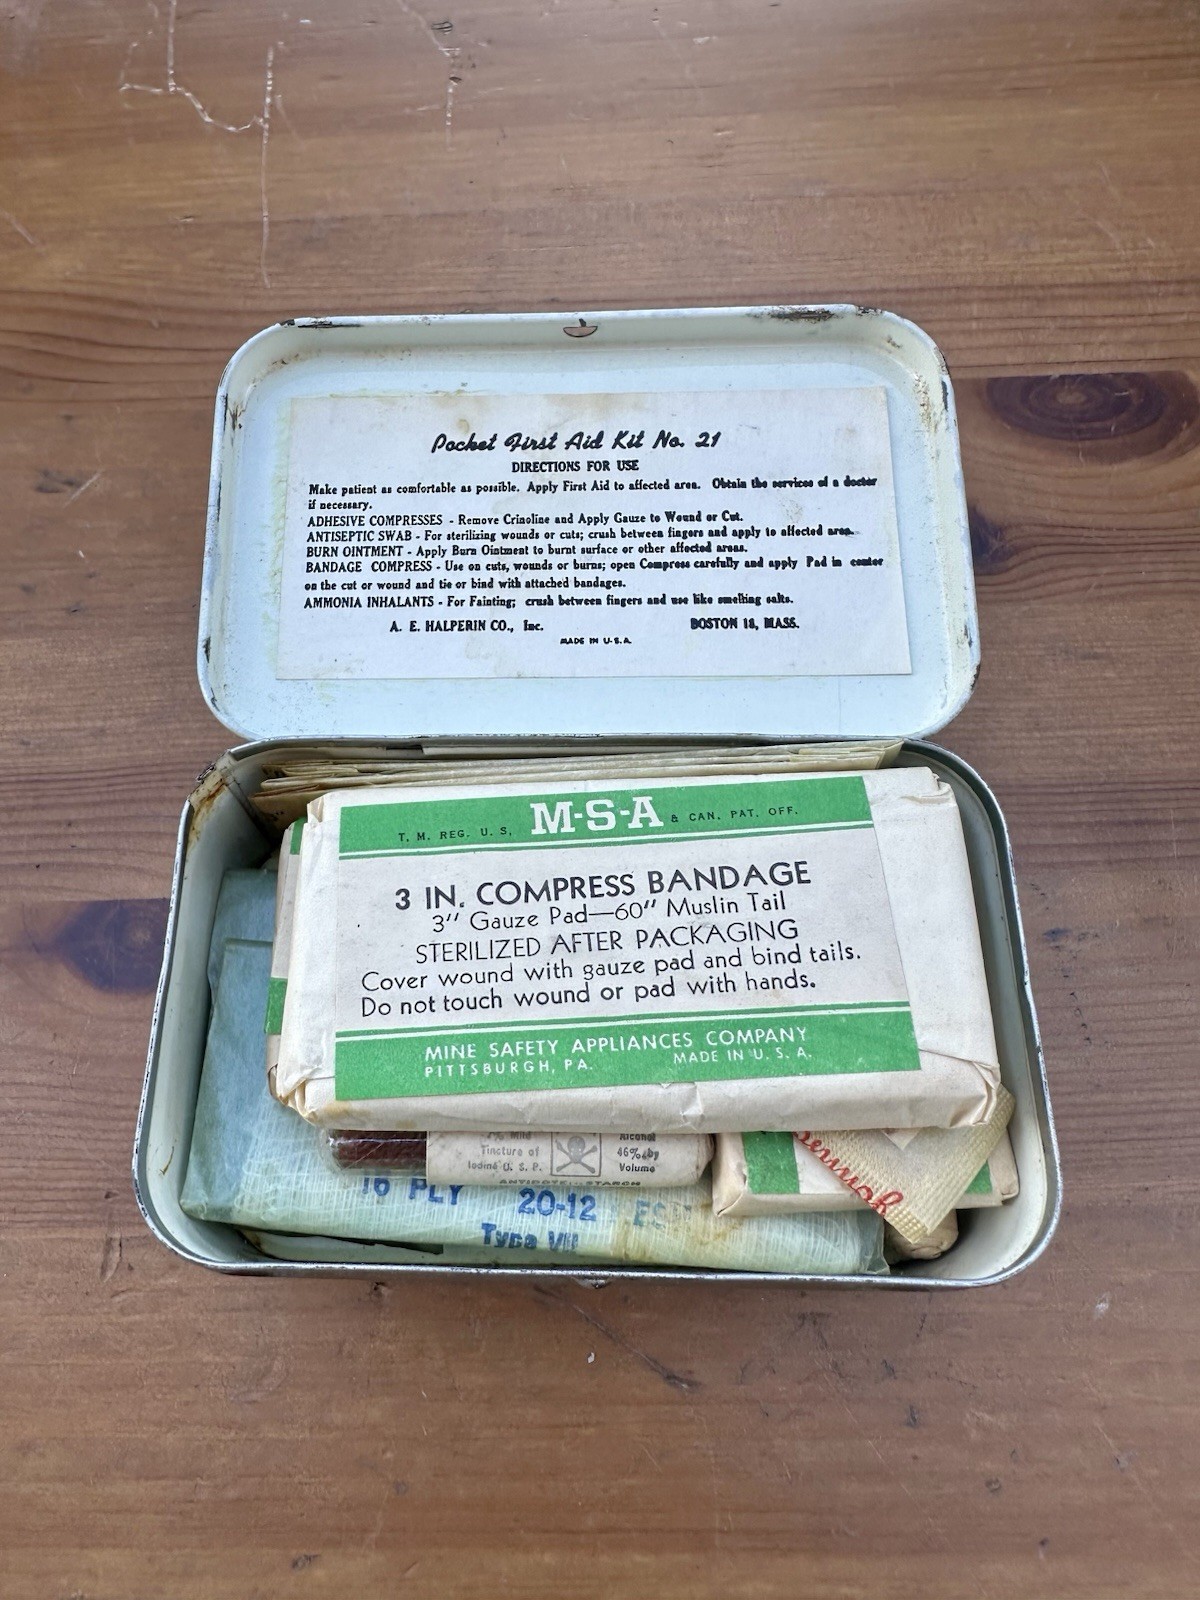 Pocket First Aid Kit No. 21
DIRECTIONS FOR USE
Make patient as comfortable as possible. Apply First Aid to affected area. Obtain the services of a doctor
if necessary.
ADHESIVE COMPRESSES - Remove Crinoline and Apply Gauze to Wound or Cut.
ANTISEPTIC SWAB - For sterilizing wounds or cuts; crush between fingers and apply to affected area.
BURN OINTMENT - Apply Burn Ointment to burnt surface or other affected areas.
BANDAGE COMPRESS - Use on cuts, wounds or burns; open Compress carefully and apply Pad in center
on the cut or wound and tie or bind with attached bandages.
AMMONIA INHALANTS - For Fainting; crush between fingers and use like smelling salts.
A. E. HALPERIN CO., Inc. BOSTON 18, MASS.
MADE IN U.S.A.
T. M. REG. U. S. M-S-A & CAN. PAT. OFF.
3 IN. COMPRESS BANDAGE
3" Gauze Pad—60" Muslin Tail
STERILIZED AFTER PACKAGING
Cover wound with gauze pad and bind tails.
Do not touch wound or pad with hands.
MINE SAFETY APPLIANCES COMPANY
PITTSBURGH, PA. MADE IN U. S. A.
Mild Alcohol
Tincture of 46% by
Iodine U. S. P. Volume
ANTIDOTE: STARCH
16 PLY 20-12
Type VII